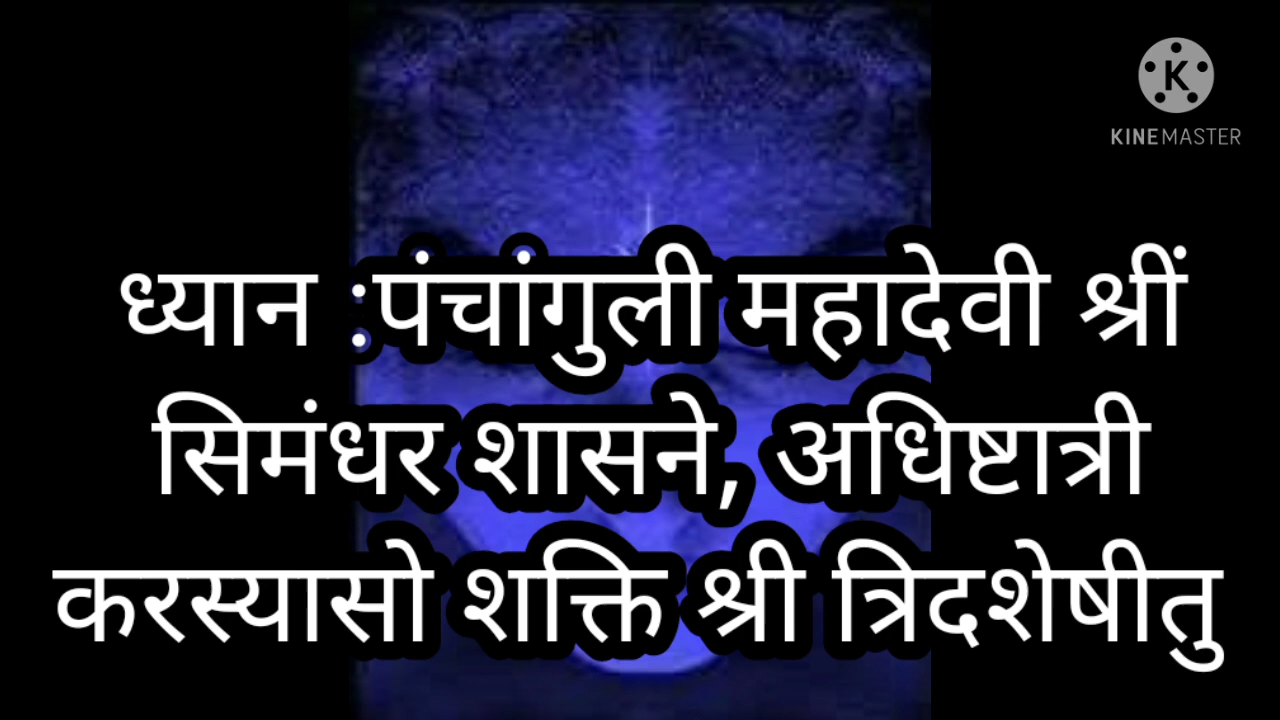 KINEMASTER
ध्यान :पंचांगुली महादेवी श्रीं
सिमंधर शासने, अधिष्टात्री
करस्यासो शक्ति श्री त्रिदशेषीतु